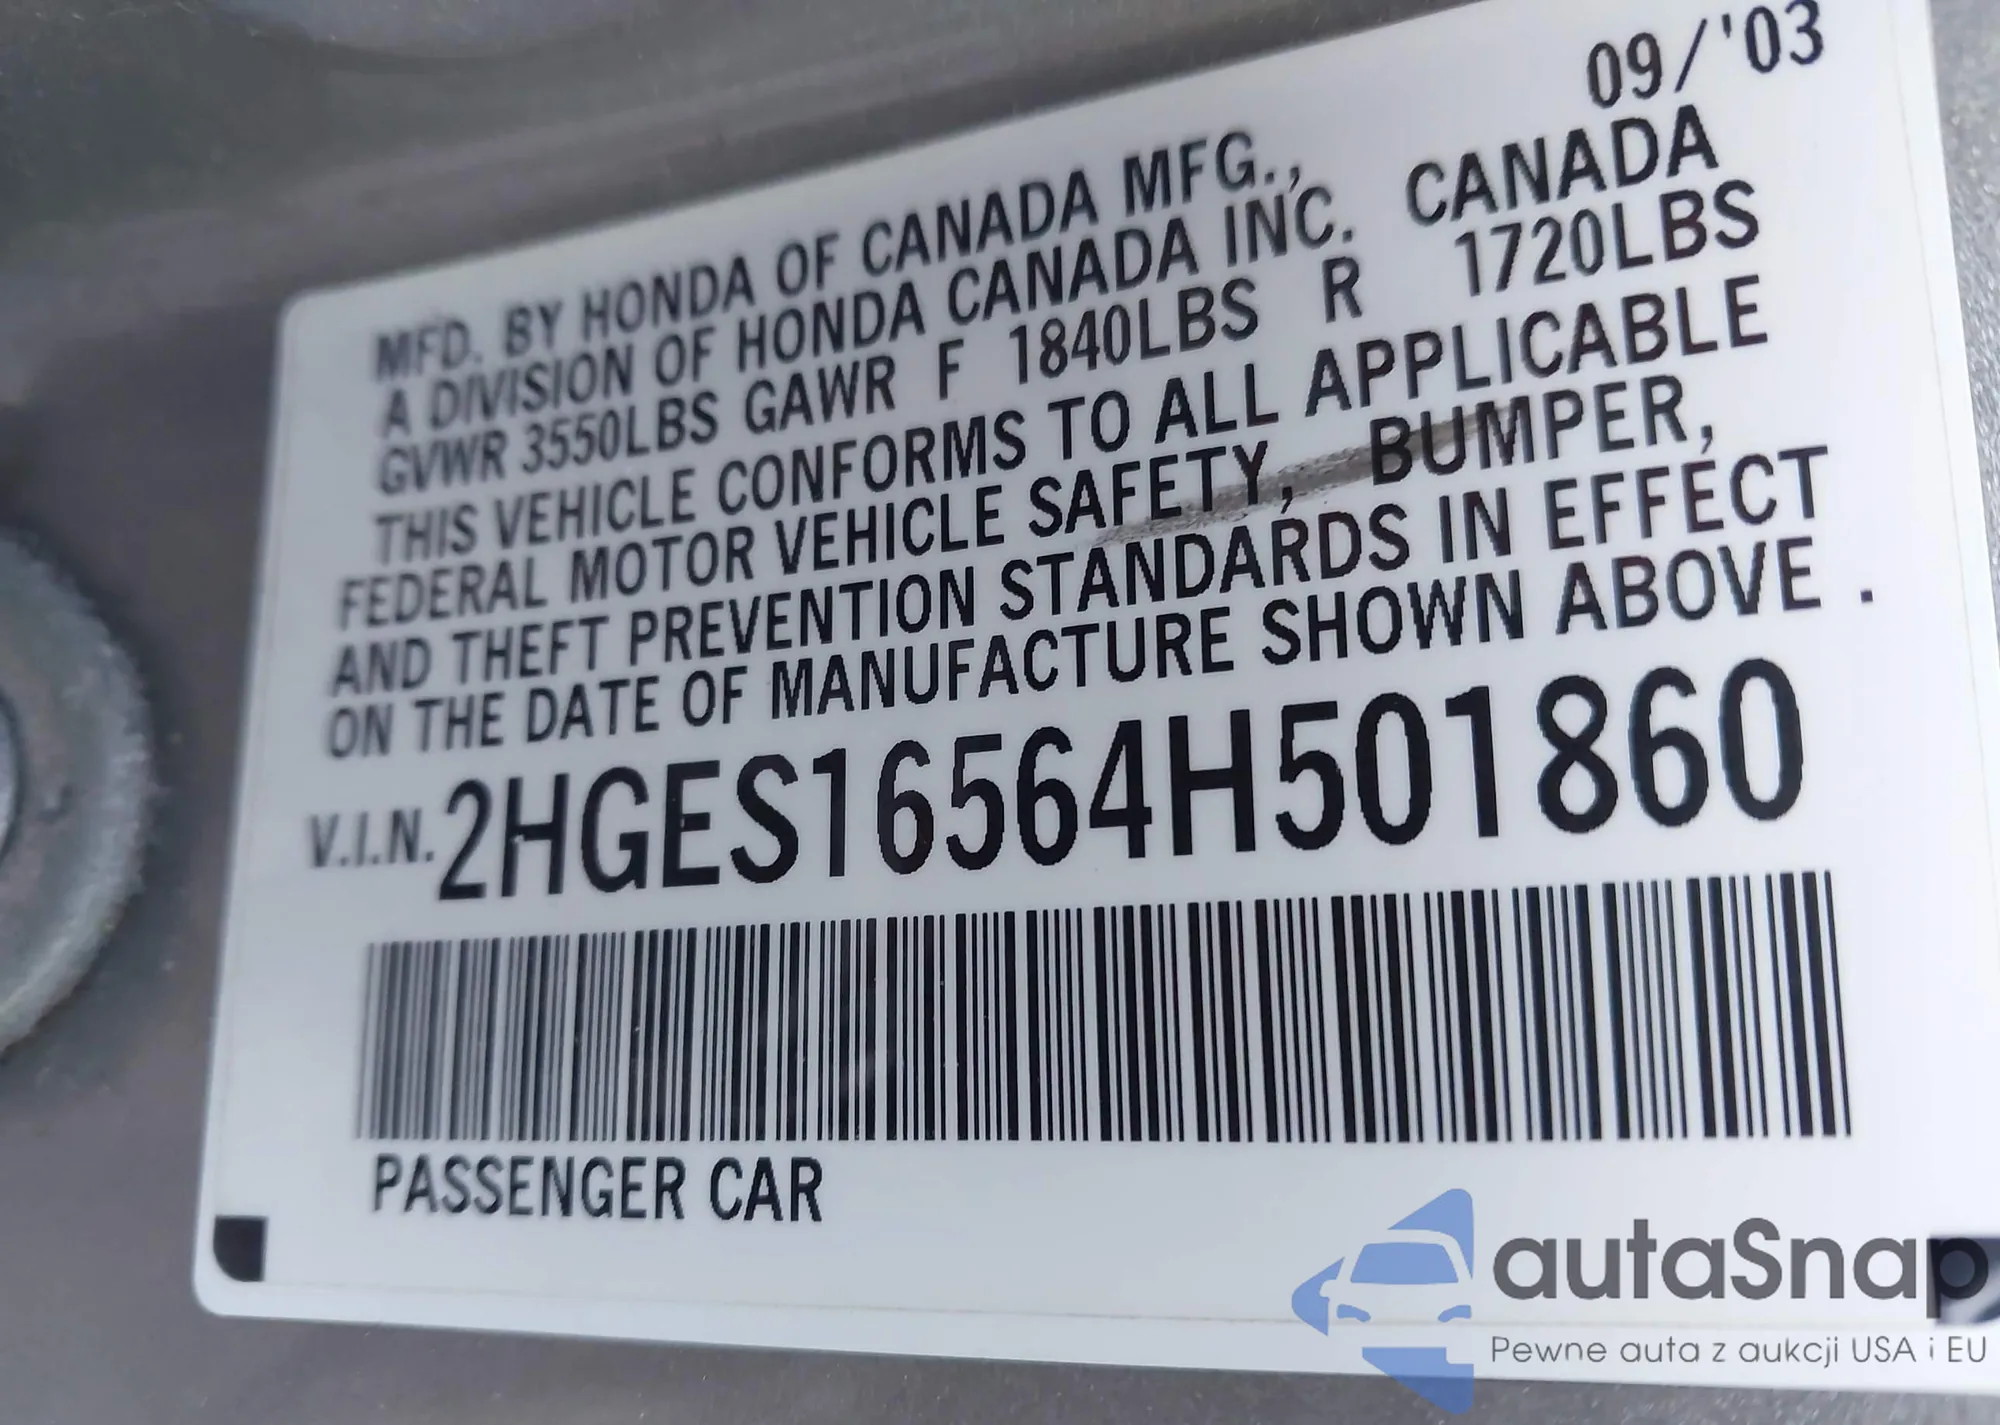 09/'03
MFD. BY HONDA OF CANADA MFG.,
A DIVISION OF HONDA CANADA INC. CANADA
GVWR 3550LBS GAWR F 1840LBS R 1720LBS
THIS VEHICLE CONFORMS TO ALL APPLICABLE
FEDERAL MOTOR VEHICLE SAFETY, BUMPER,
AND THEFT PREVENTION STANDARDS IN EFFECT
ON THE DATE OF MANUFACTURE SHOWN ABOVE .
V.I.N. 2HGES16564H501860
PASSENGER CAR
autaSnap
Pewne auta z aukcji USA i EU